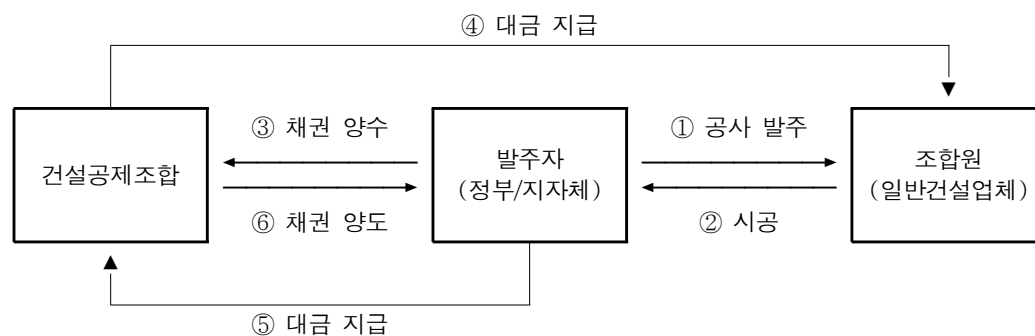 ④ 대금 지급
③ 채권 양수
① 공사 발주
건설공제조합
발주자
(정부/지자체)
조합원
(일반건설업체)
⑥ 채권 양도
② 시공
⑤ 대금 지급